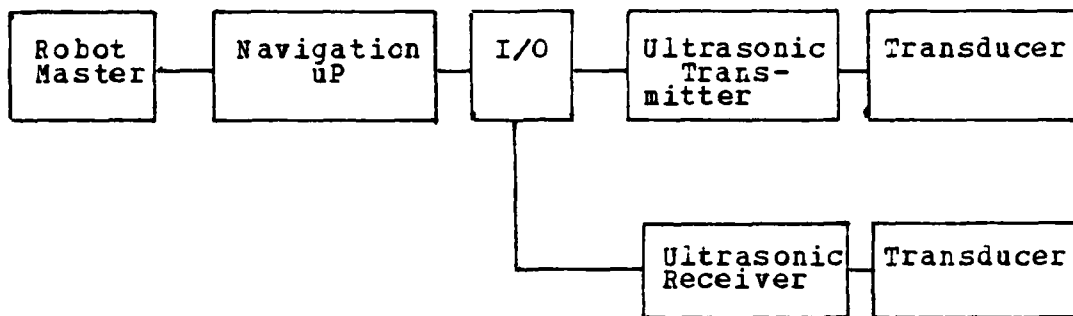 Robot
Master
Navigation
uP
I/O
Ultrasonic
Trans-
mitter
Transducer
Ultrasonic
Receiver
Transducer